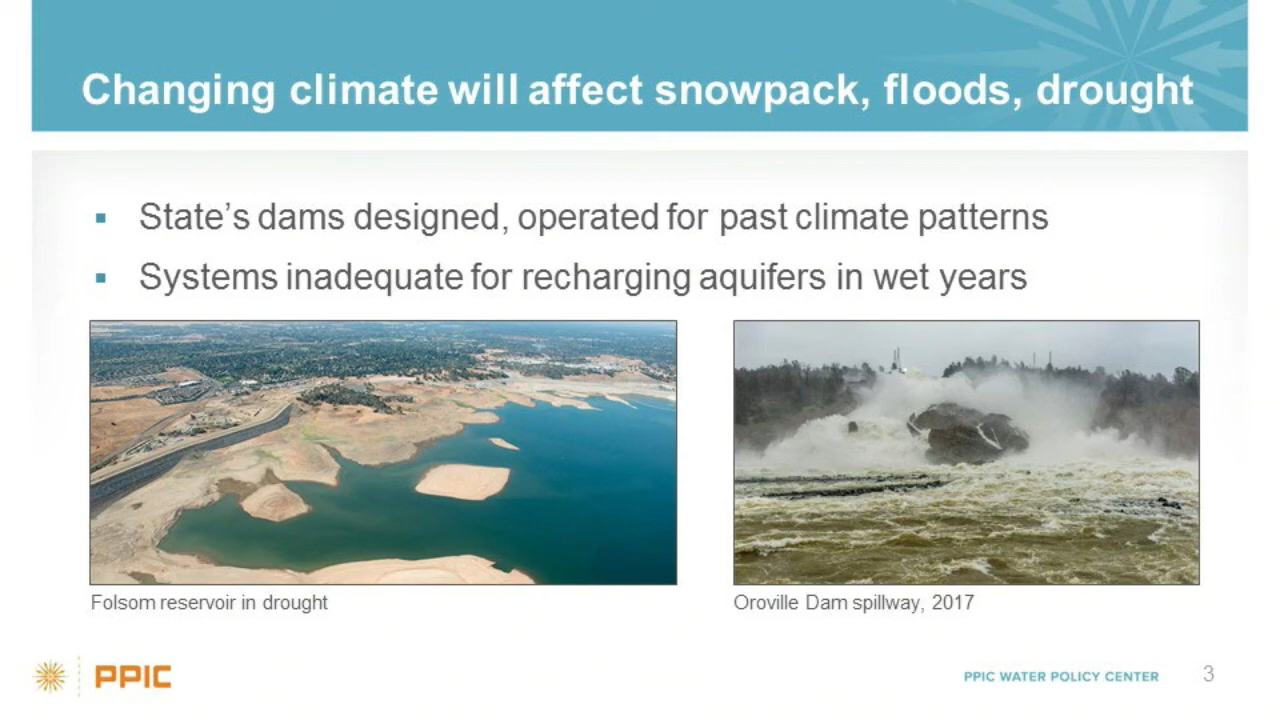 Changing climate will affect snowpack, floods, drought
▪ State’s dams designed, operated for past climate patterns
▪ Systems inadequate for recharging aquifers in wet years
Folsom reservoir in drought
Oroville Dam spillway, 2017
PPIC
PPIC WATER POLICY CENTER
3